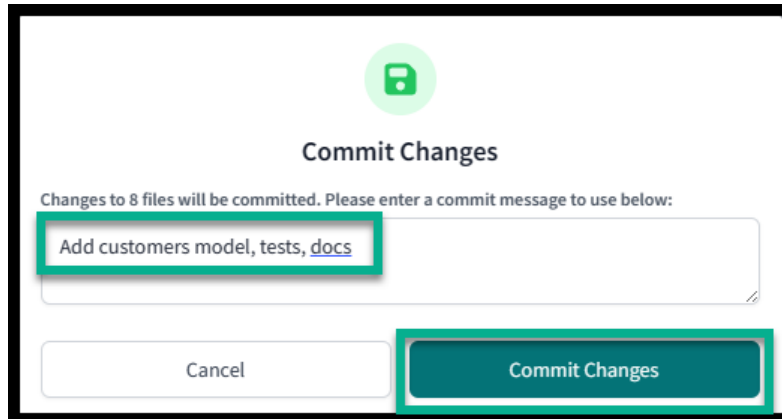 Commit Changes
Changes to 8 files will be committed. Please enter a commit message to use below:
Add customers model, tests, docs
Cancel
Commit Changes